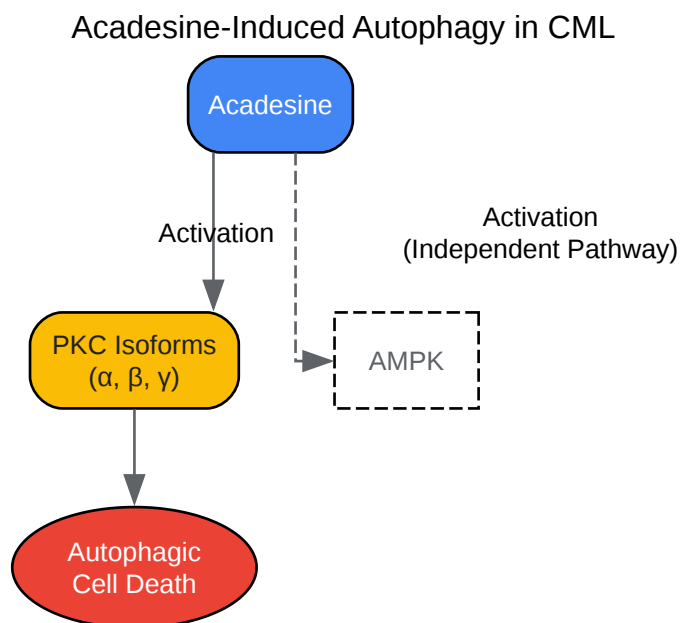 Acadesine-Induced Autophagy in CML
Acadesine
Activation
Activation
(Independent Pathway)
PKC Isoforms
(α, β, γ)
AMPK
Autophagic
Cell Death